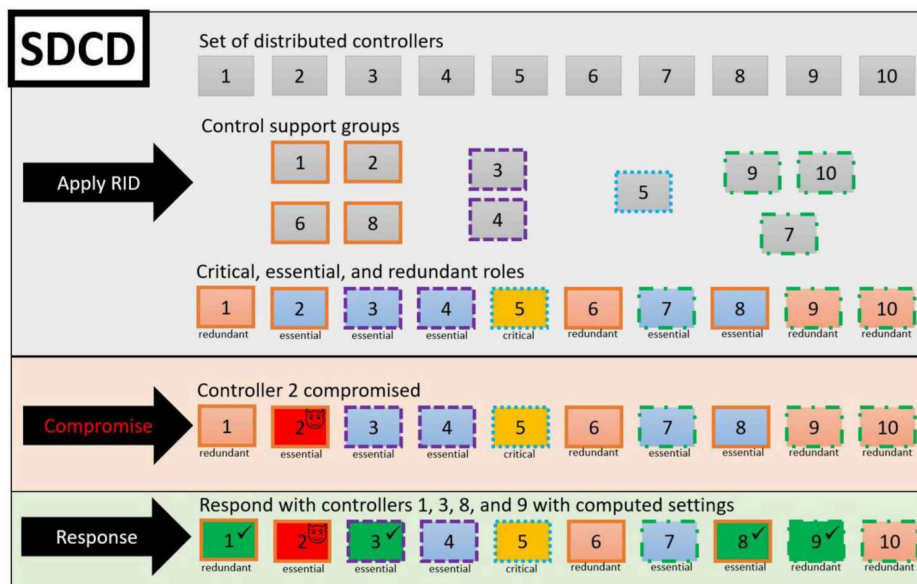 SDCD
Set of distributed controllers
1 2 3 4 5 6 7 8 9 10
Apply RID
Control support groups
1 2
6 8
3
4
5
9 10
7
Critical, essential, and redundant roles
1 2 3 4 5 6 7 8 9 10
redundant essential essential essential critical redundant essential essential redundant redundant
Compromise
Controller 2 compromised
1 2 3 4 5 6 7 8 9 10
redundant essential essential essential critical redundant essential essential redundant redundant
Response
Respond with controllers 1, 3, 8, and 9 with computed settings
1 2 3 4 5 6 7 8 9 10
redundant essential essential essential critical redundant essential essential redundant redundant